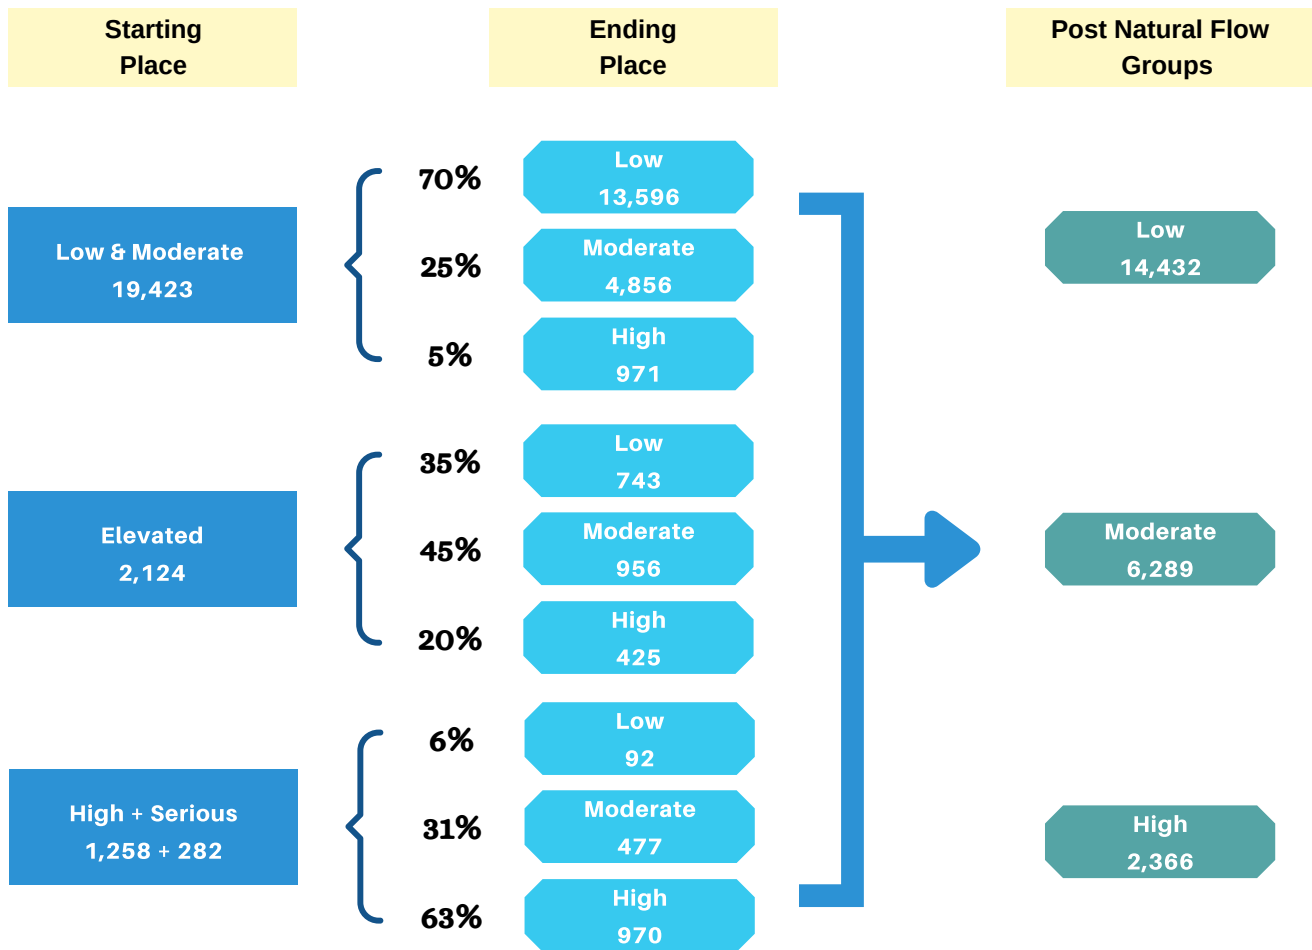 Starting
Place
Ending
Place
Post Natural Flow
Groups
Low & Moderate
19,423
70%
Low
13,596
25%
Moderate
4,856
5%
High
971
Elevated
2,124
35%
Low
743
45%
Moderate
956
20%
High
425
High + Serious
1,258 + 282
6%
Low
92
31%
Moderate
477
63%
High
970
Low
14,432
Moderate
6,289
High
2,366